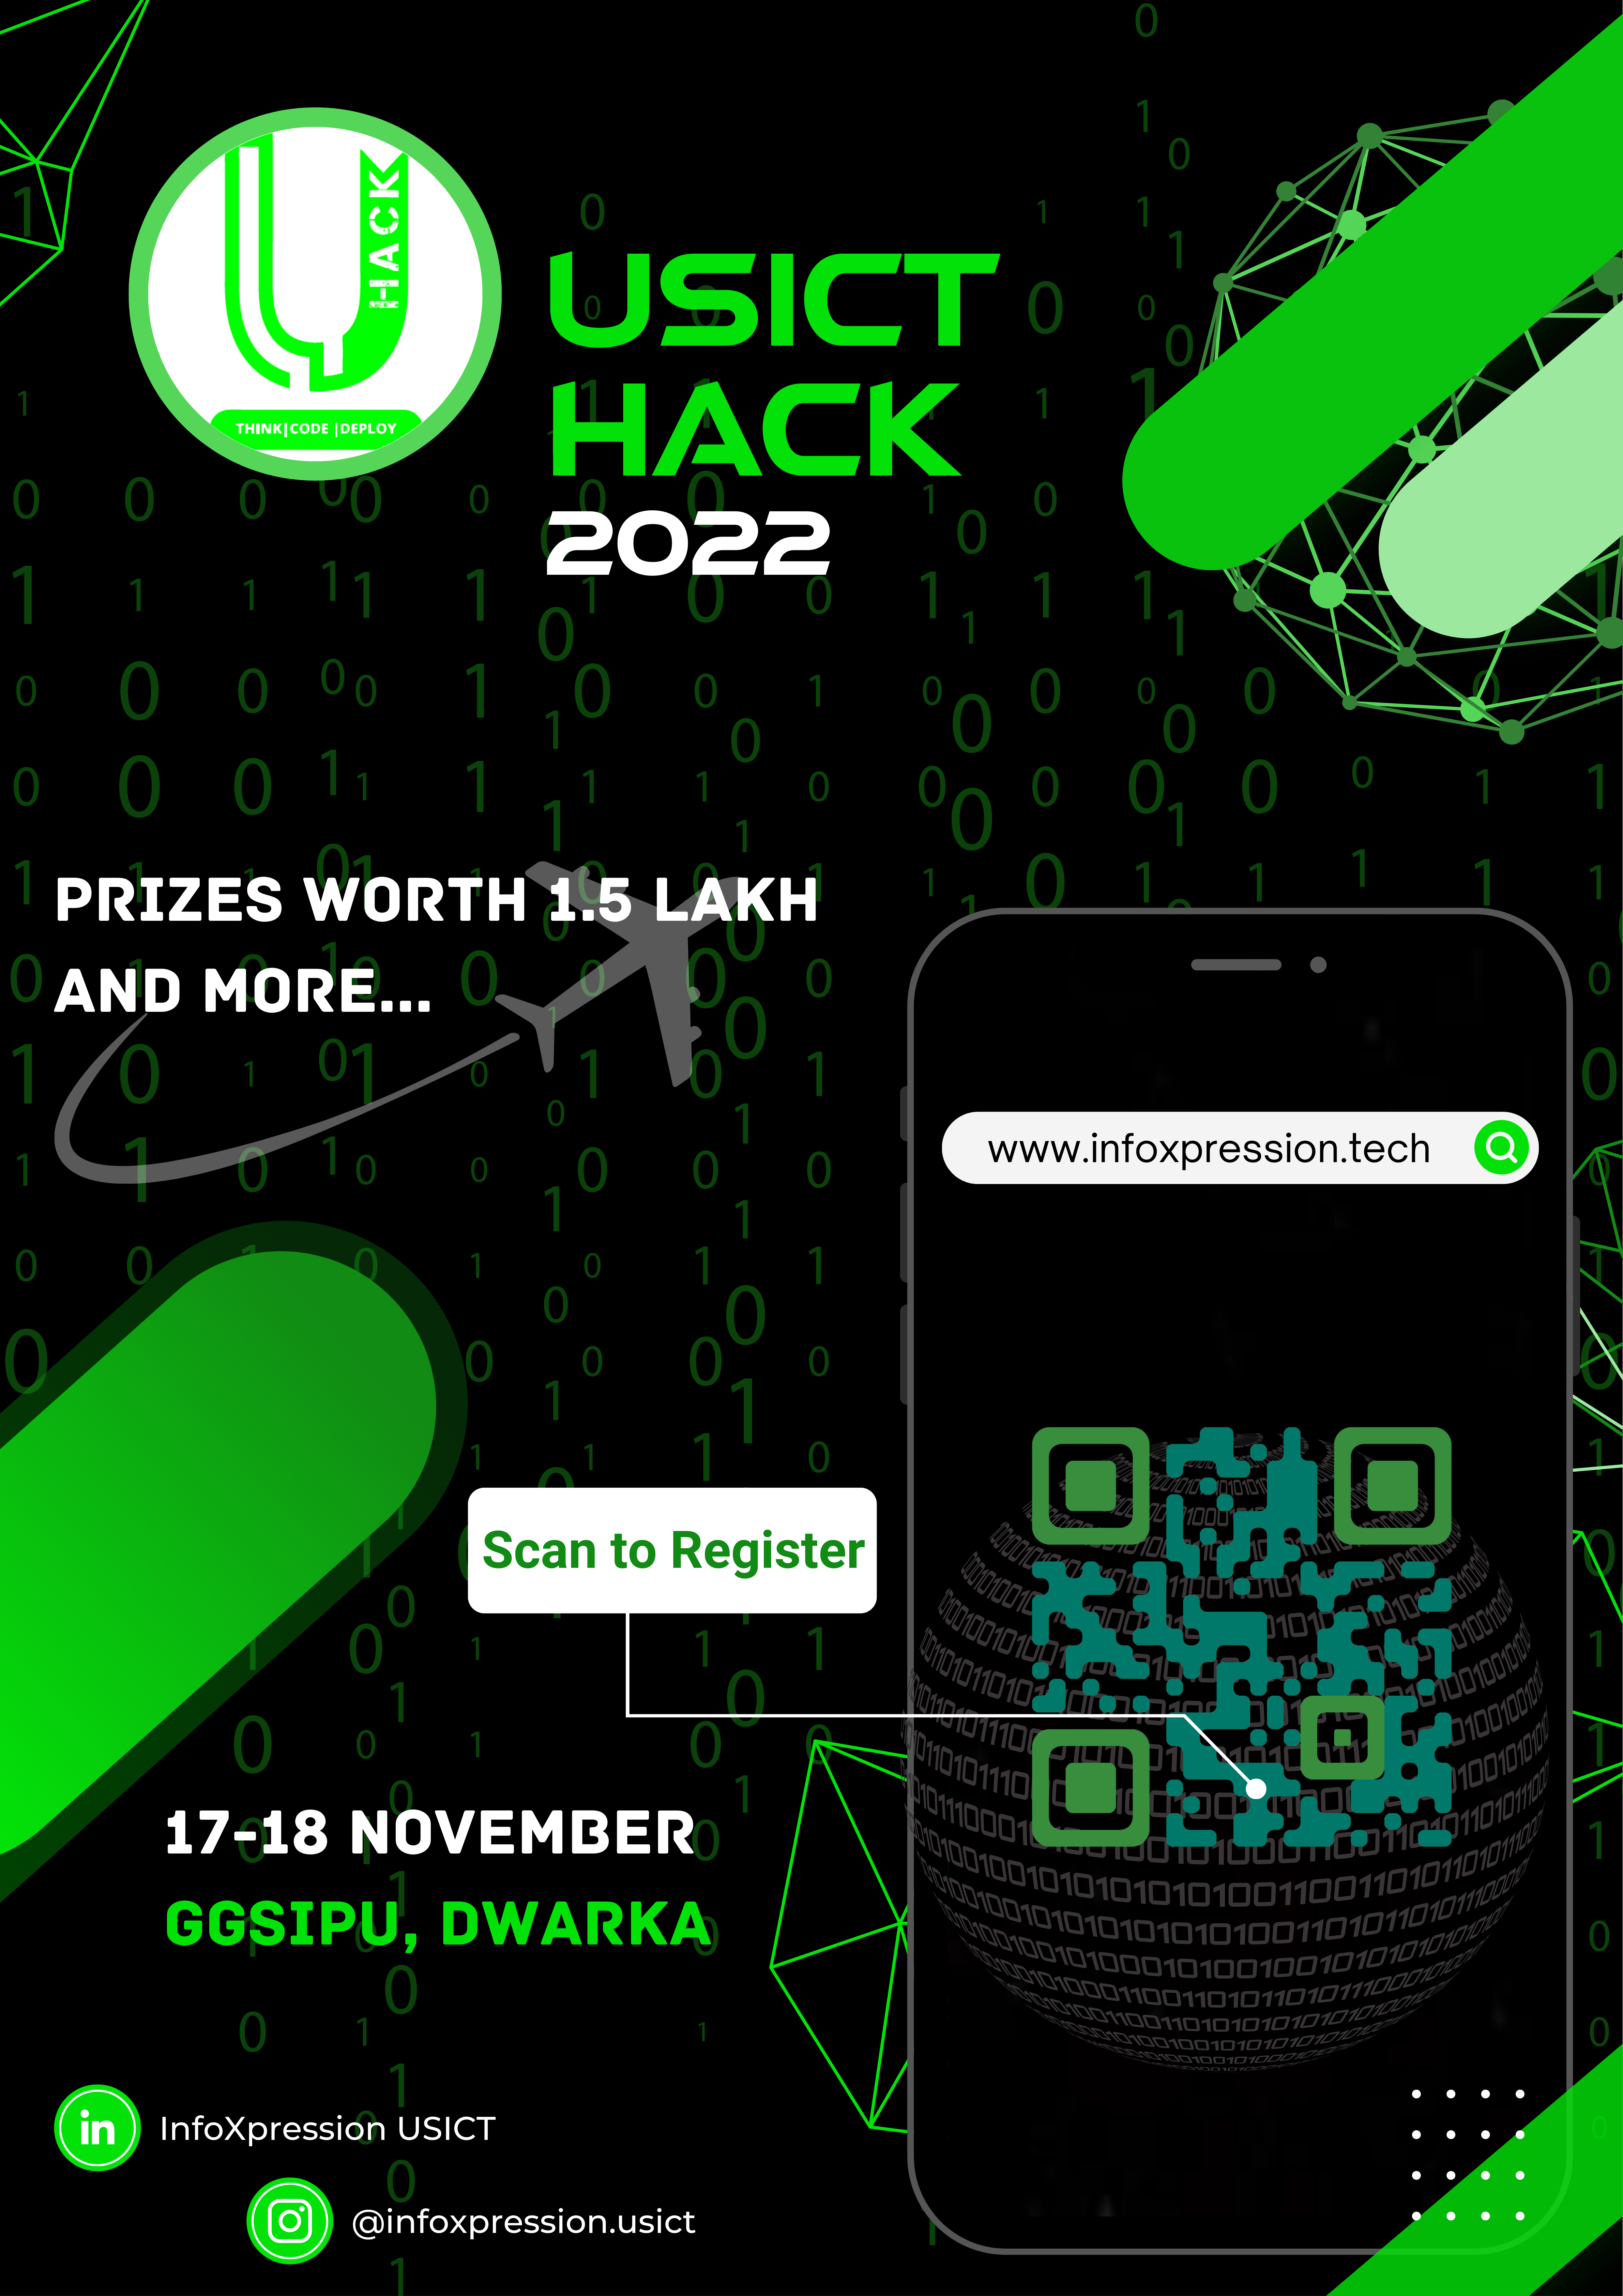 HACK
THINK|CODE |DEPLOY
USICT
HACK
2022
PRIZES WORTH 1.5 LAKH
AND MORE...
www.infoxpression.tech
Scan to Register
17-18 NOVEMBER
GGSIPU, DWARKA
in
InfoXpression USICT
@infoxpression.usict